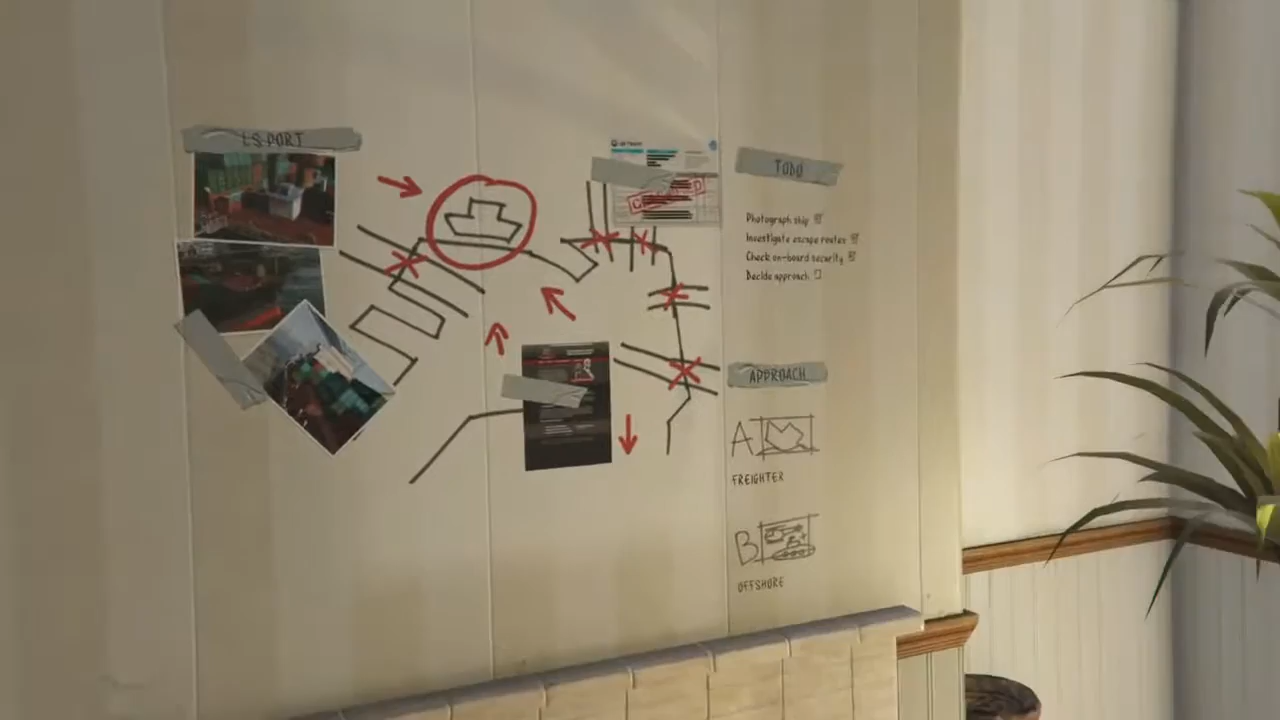 LS PORT
TODO
Photograph ship
Investigate escape routes
Check on-board security
Decide approach
APPROACH
A
FREIGHTER
B
OFFSHORE